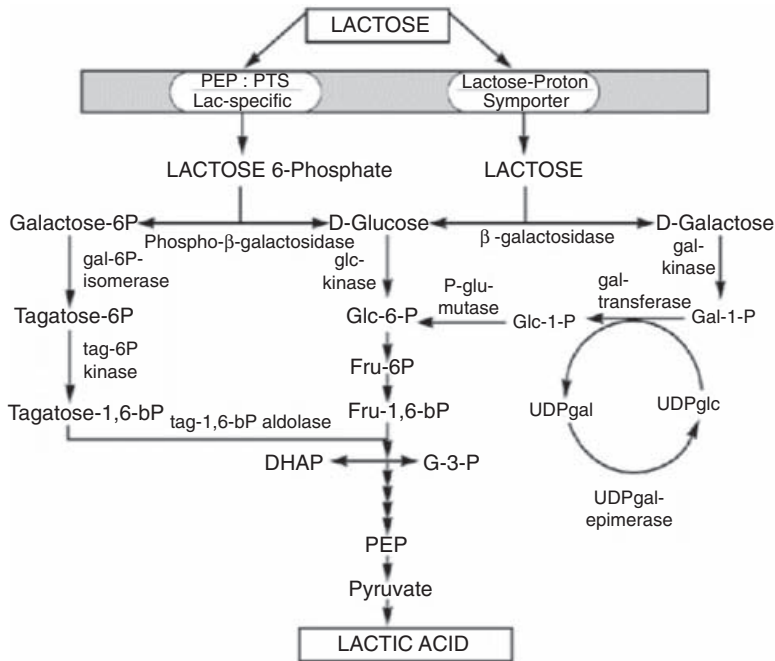 LACTOSE
PEP : PTS
Lac-specific
Lactose-Proton
Symporter
LACTOSE 6-Phosphate
LACTOSE
Galactose-6P
D-Glucose
D-Galactose
Phospho-β-galactosidase
β -galactosidase
gal-6P-
isomerase
glc-
kinase
gal-
kinase
Tagatose-6P
Glc-6-P
P-glu-
mutase
Glc-1-P
gal-
transferase
Gal-1-P
tag-6P
kinase
Fru-6P
Tagatose-1,6-bP
tag-1,6-bP aldolase
Fru-1,6-bP
UDPgal
UDPglc
DHAP
G-3-P
UDPgal-
epimerase
PEP
Pyruvate
LACTIC ACID